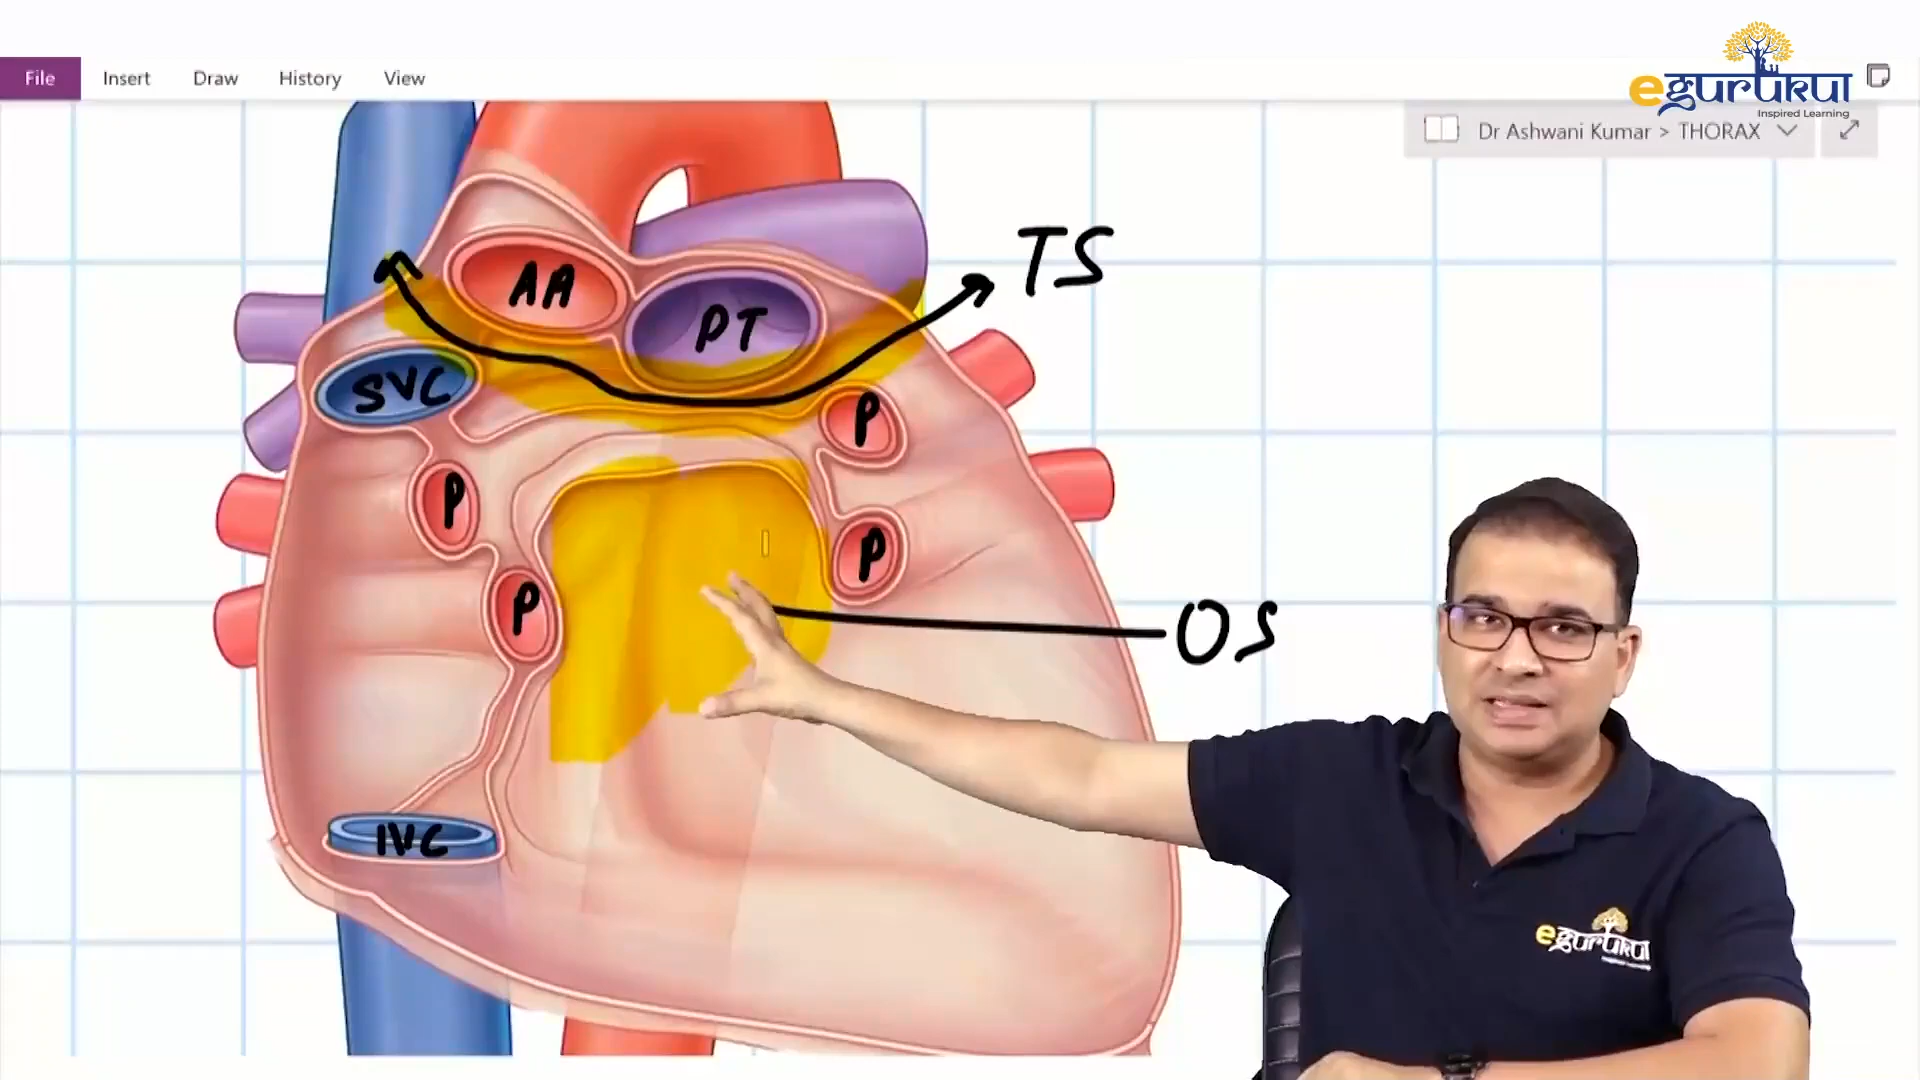 File Insert Draw History View
egurukul
Inspired Learning
Dr Ashwani Kumar > THORAX
AA
PT
TS
SVC
P
P
P
P
OS
IVC
egurukul